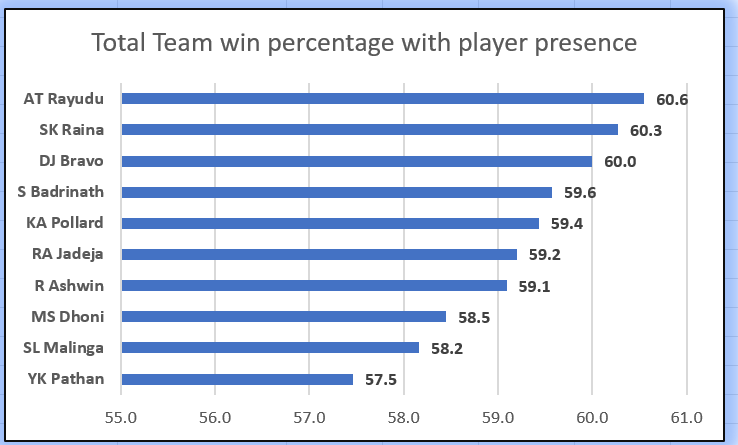 Total Team win percentage with player presence
AT Rayudu 60.6
SK Raina 60.3
DJ Bravo 60.0
S Badrinath 59.6
KA Pollard 59.4
RA Jadeja 59.2
R Ashwin 59.1
MS Dhoni 58.5
SL Malinga 58.2
YK Pathan 57.5
55.0 56.0 57.0 58.0 59.0 60.0 61.0